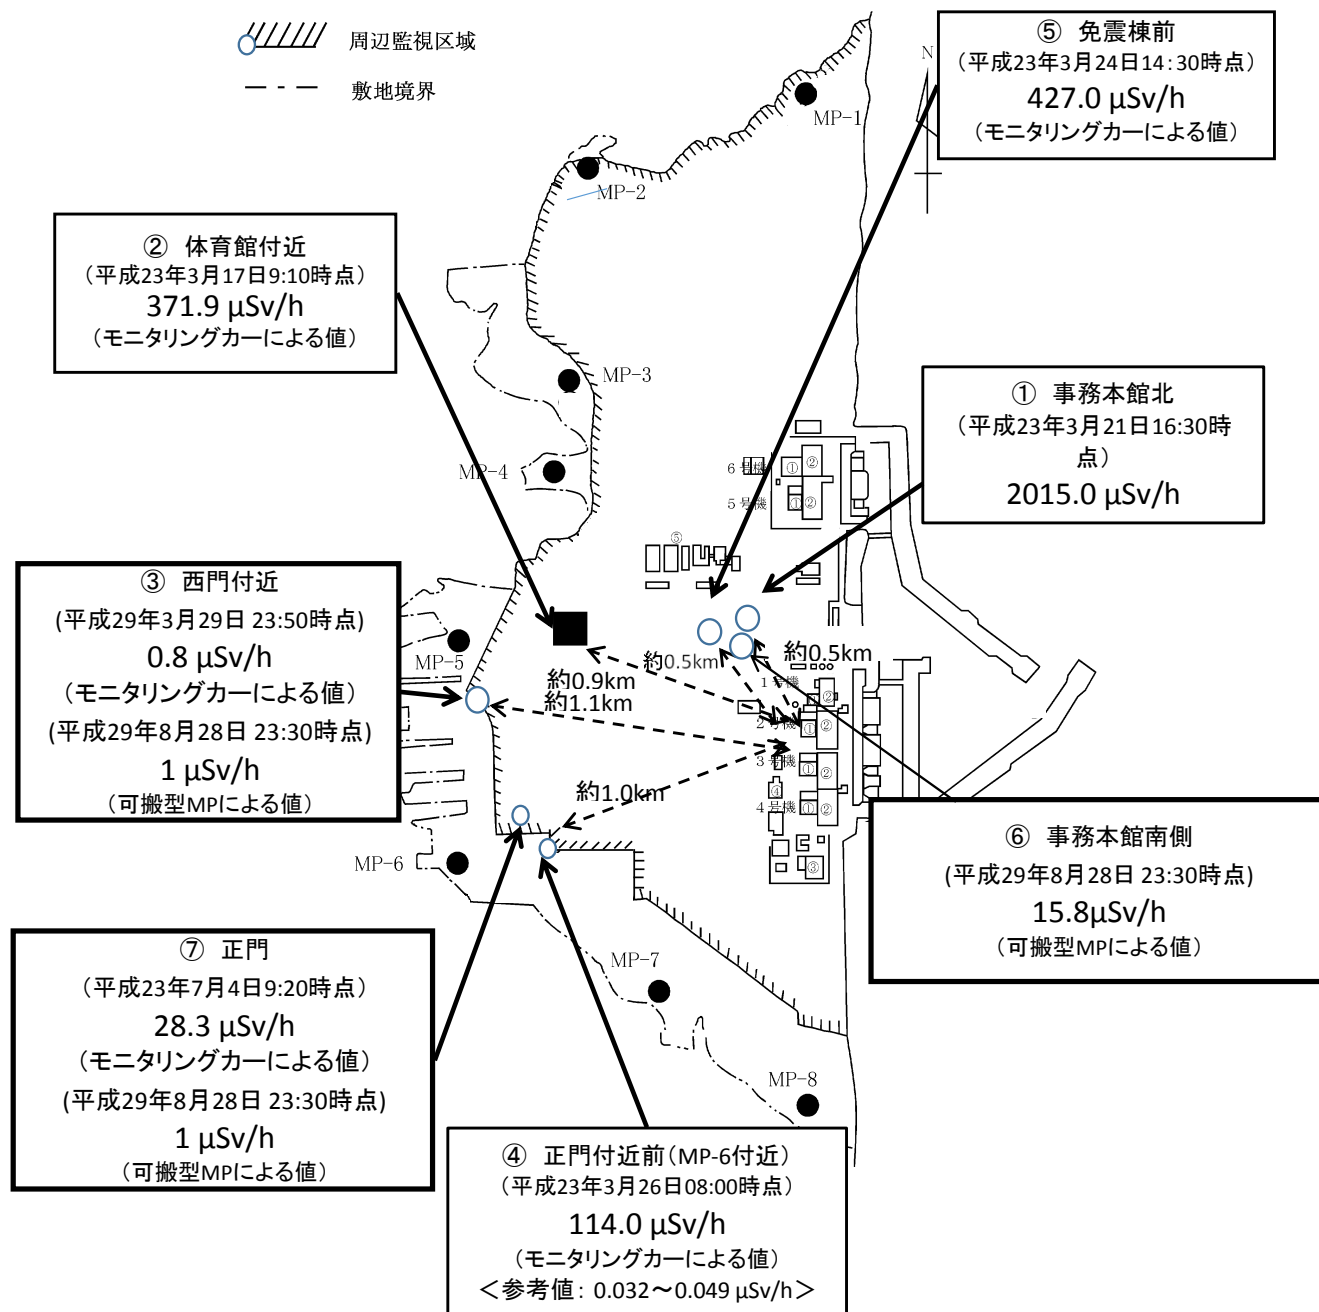 周辺監視区域
敷地境界
⑤ 免震棟前
(平成23年3月24日14:30時点)
427.0 μSv/h
(モニタリングカーによる値)
N
MP-1
MP-2
② 体育館付近
(平成23年3月17日9:10時点)
371.9 μSv/h
(モニタリングカーによる値)
MP-3
① 事務本館北
(平成23年3月21日16:30時
点)
2015.0 μSv/h
MP-4
6号機
① ②
5号機
① ②
⑤
③ 西門付近
(平成29年3月29日 23:50時点)
0.8 μSv/h
(モニタリングカーによる値)
(平成29年8月28日 23:30時点)
1 μSv/h
(可搬型MPによる値)
MP-5
約0.5km
約0.5km
約0.9km
約1.1km
1号機
②
2号機
① ②
3号機
① ②
約1.0km
④
4号機
① ②
③
MP-6
⑥ 事務本館南側
(平成29年8月28日 23:30時点)
15.8μSv/h
(可搬型MPによる値)
⑦ 正門
(平成23年7月4日9:20時点)
28.3 μSv/h
(モニタリングカーによる値)
(平成29年8月28日 23:30時点)
1 μSv/h
(可搬型MPによる値)
MP-7
MP-8
④ 正門付近前(MP-6付近)
(平成23年3月26日08:00時点)
114.0 μSv/h
(モニタリングカーによる値)
<参考値: 0.032～0.049 μSv/h>